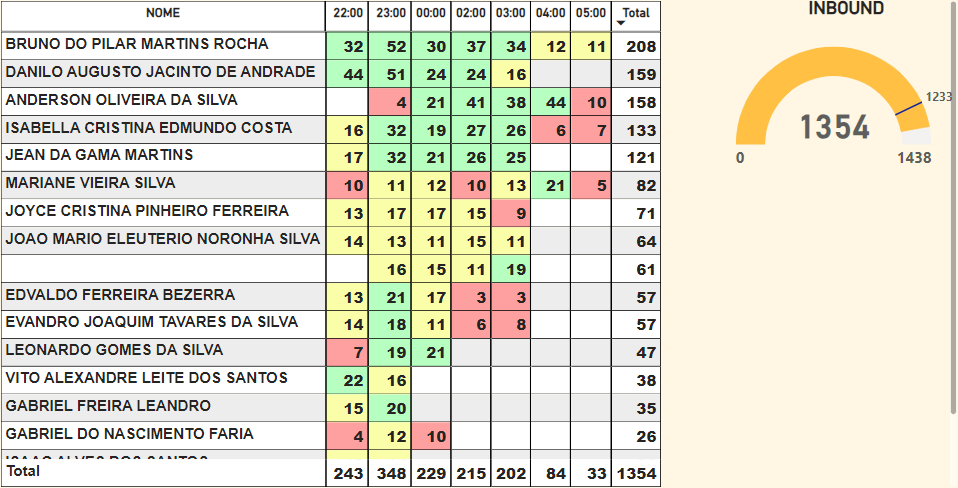 NOME 22:00 23:00 00:00 02:00 03:00 04:00 05:00 Total
BRUNO DO PILAR MARTINS ROCHA 32 52 30 37 34 12 11 208
DANILO AUGUSTO JACINTO DE ANDRADE 44 51 24 24 16 159
ANDERSON OLIVEIRA DA SILVA 4 21 41 38 44 10 158
ISABELLA CRISTINA EDMUNDO COSTA 16 32 19 27 26 6 7 133
JEAN DA GAMA MARTINS 17 32 21 26 25 121
MARIANE VIEIRA SILVA 10 11 12 10 13 21 5 82
JOYCE CRISTINA PINHEIRO FERREIRA 13 17 17 15 9 71
JOAO MARIO ELEUTERIO NORONHA SILVA 14 13 11 15 11 64
16 15 11 19 61
EDVALDO FERREIRA BEZERRA 13 21 17 3 3 57
EVANDRO JOAQUIM TAVARES DA SILVA 14 18 11 6 8 57
LEONARDO GOMES DA SILVA 7 19 21 47
VITO ALEXANDRE LEITE DOS SANTOS 22 16 38
GABRIEL FREIRA LEANDRO 15 20 35
GABRIEL DO NASCIMENTO FARIA 4 12 10 26
Total 243 348 229 215 202 84 33 1354
INBOUND
1233
1354
0 1438